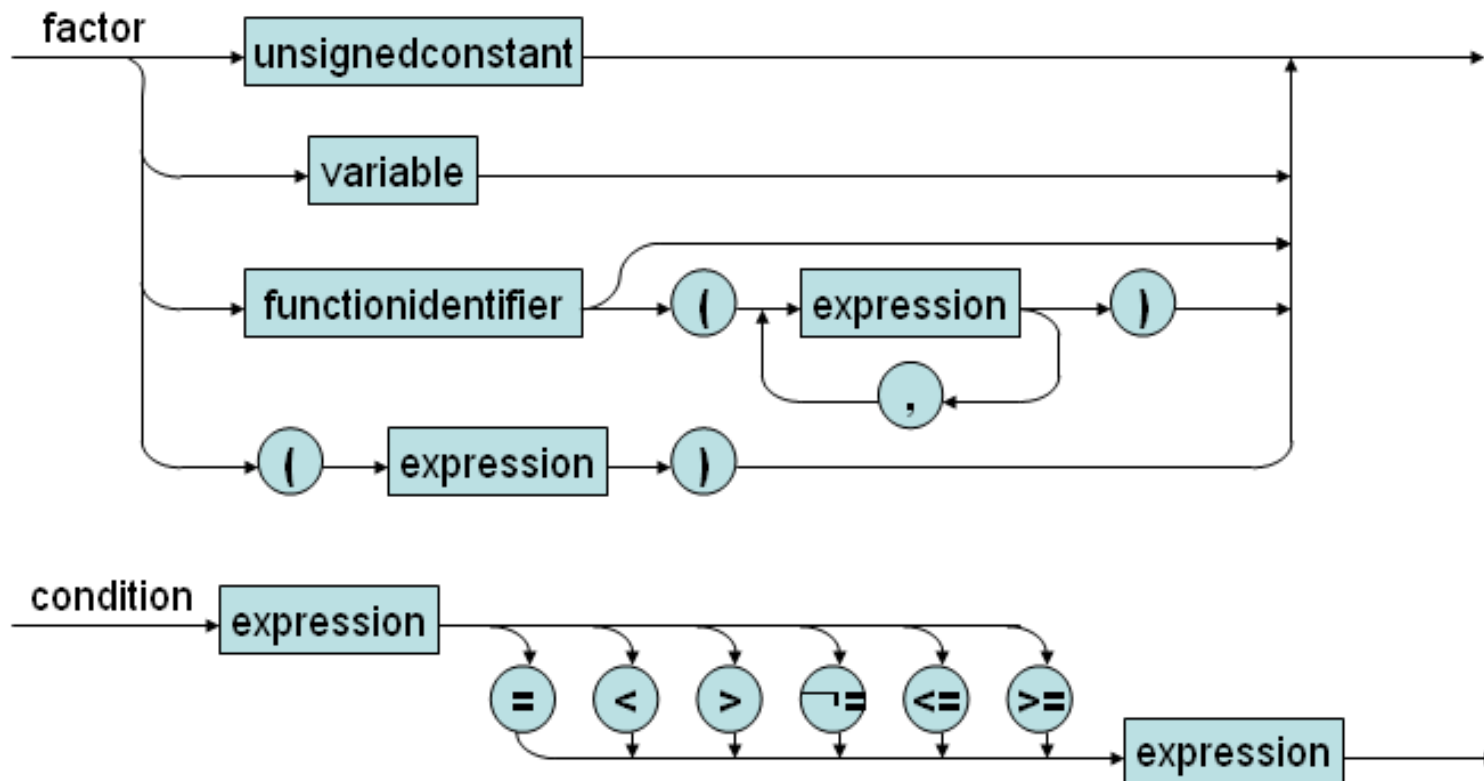 factor
unsignedconstant
variable
functionidentifier ( expression )
,
( expression )
condition
expression
= < > ¬= <= >=
expression